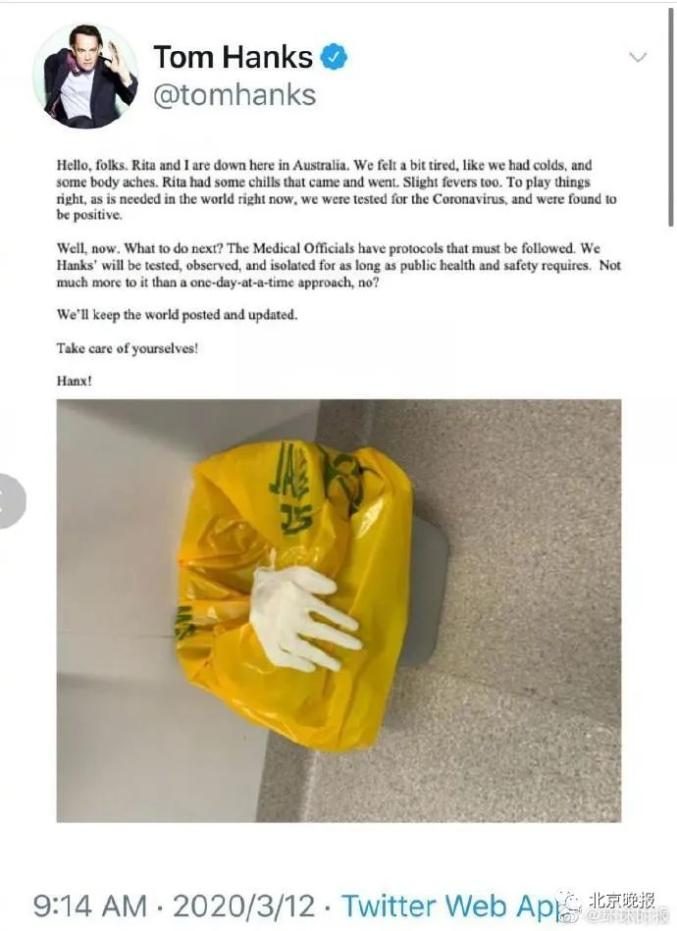 Tom Hanks
@tomhanks
Hello, folks. Rita and I are down here in Australia. We felt a bit tired, like we had colds, and
some body aches. Rita had some chills that came and went. Slight fevers too. To play things
right, as is needed in the world right now, we were tested for the Coronavirus, and were found to
be positive.
Well, now. What to do next? The Medical Officials have protocols that must be followed. We
Hanks' will be tested, observed, and isolated for as long as public health and safety requires. Not
much more to it than a one-day-at-a-time approach, no?
We'll keep the world posted and updated.
Take care of yourselves!
Hanx!
9:14 AM · 2020/3/12 · Twitter Web App
北京晚报
@环球时报